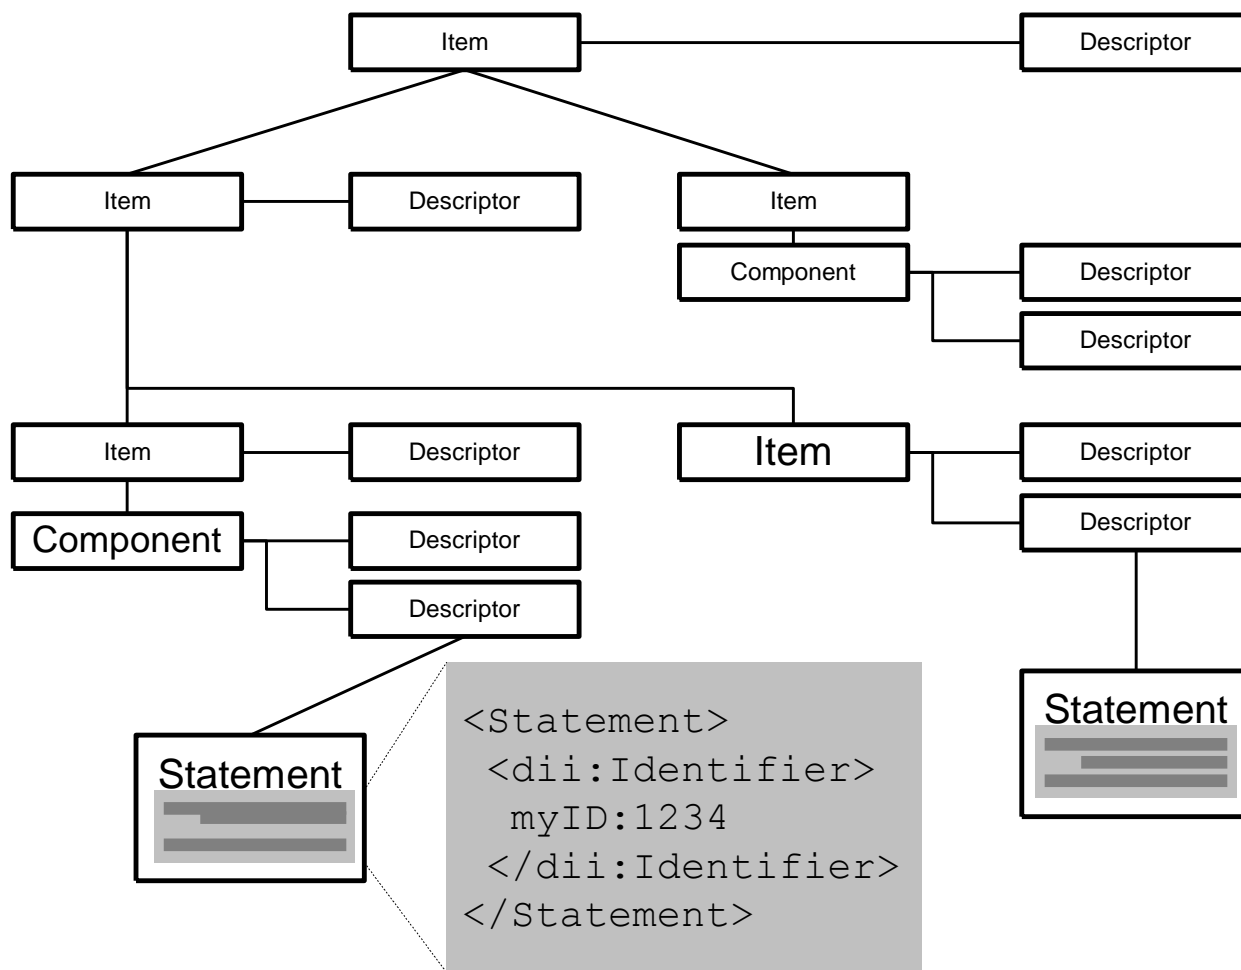 Item
Descriptor
Item
Descriptor
Item
Component
Descriptor
Descriptor
Item
Descriptor
Item
Descriptor
Descriptor
Component
Descriptor
Descriptor
Statement
<Statement>
<dii:Identifier>
myID:1234
</dii:Identifier>
</Statement>
Statement